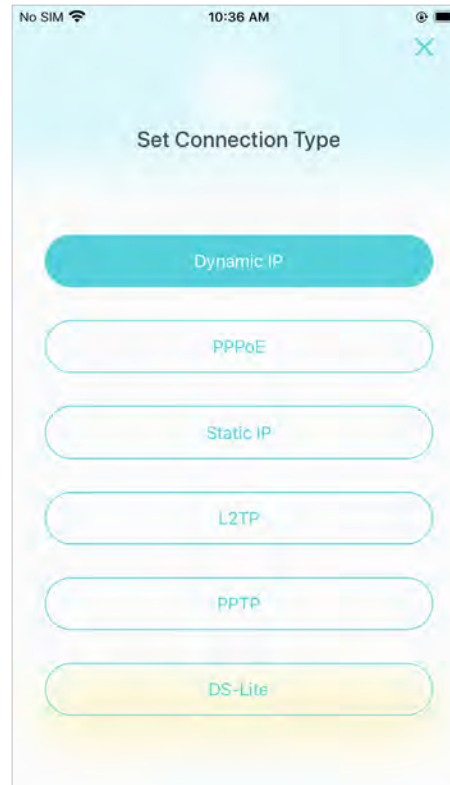 No SIM 10:36 AM
Set Connection Type
Dynamic IP
PPPoE
Static IP
L2TP
PPTP
DS-Lite